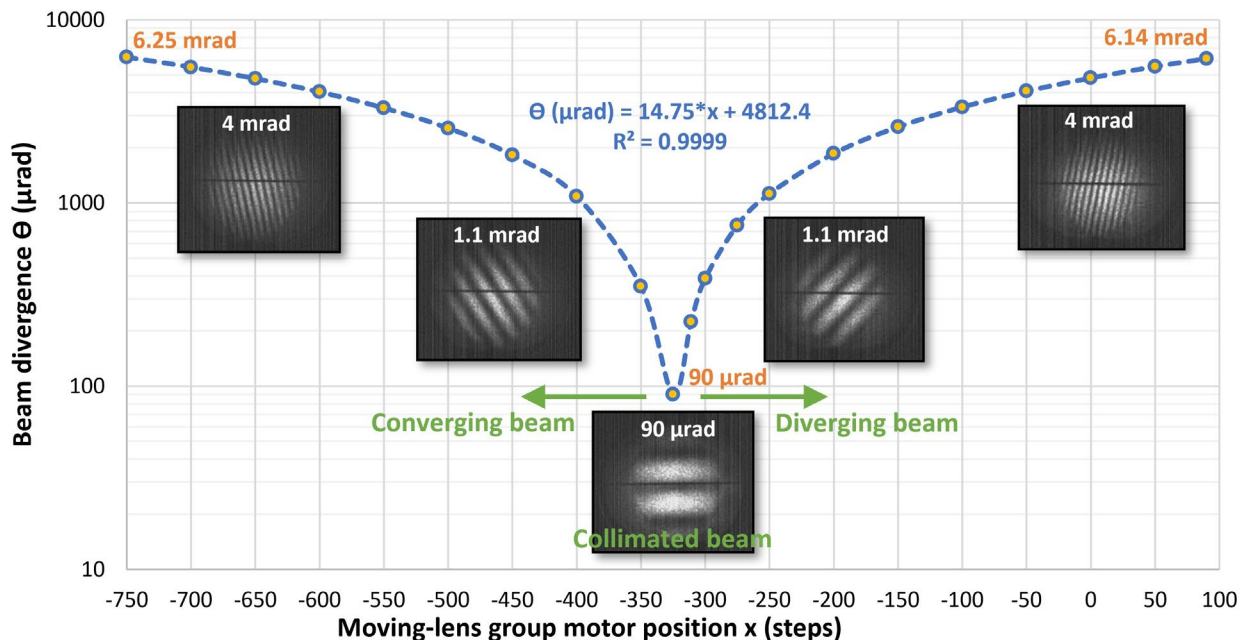 10000
6.25 mrad
6.14 mrad
4 mrad
Θ (µrad) = 14.75*x + 4812.4
R² = 0.9999
4 mrad
1000
1.1 mrad
1.1 mrad
Beam divergence Θ (µrad)
90 µrad
100
Converging beam
Diverging beam
90 µrad
Collimated beam
10
-750 -700 -650 -600 -550 -500 -450 -400 -350 -300 -250 -200 -150 -100 -50 0 50 100
Moving-lens group motor position x (steps)